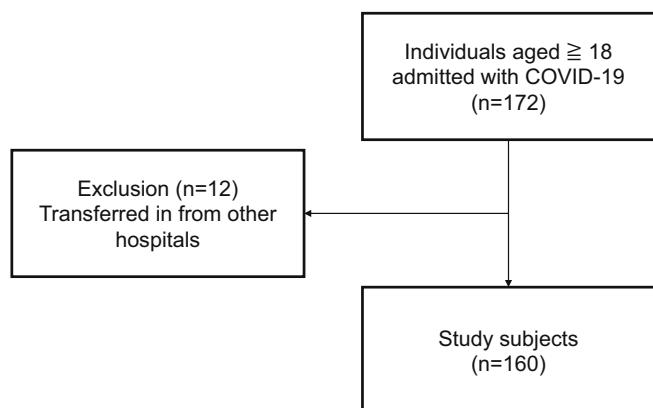 Individuals aged ≧ 18
admitted with COVID-19
(n=172)
Exclusion (n=12)
Transferred in from other
hospitals
Study subjects
(n=160)